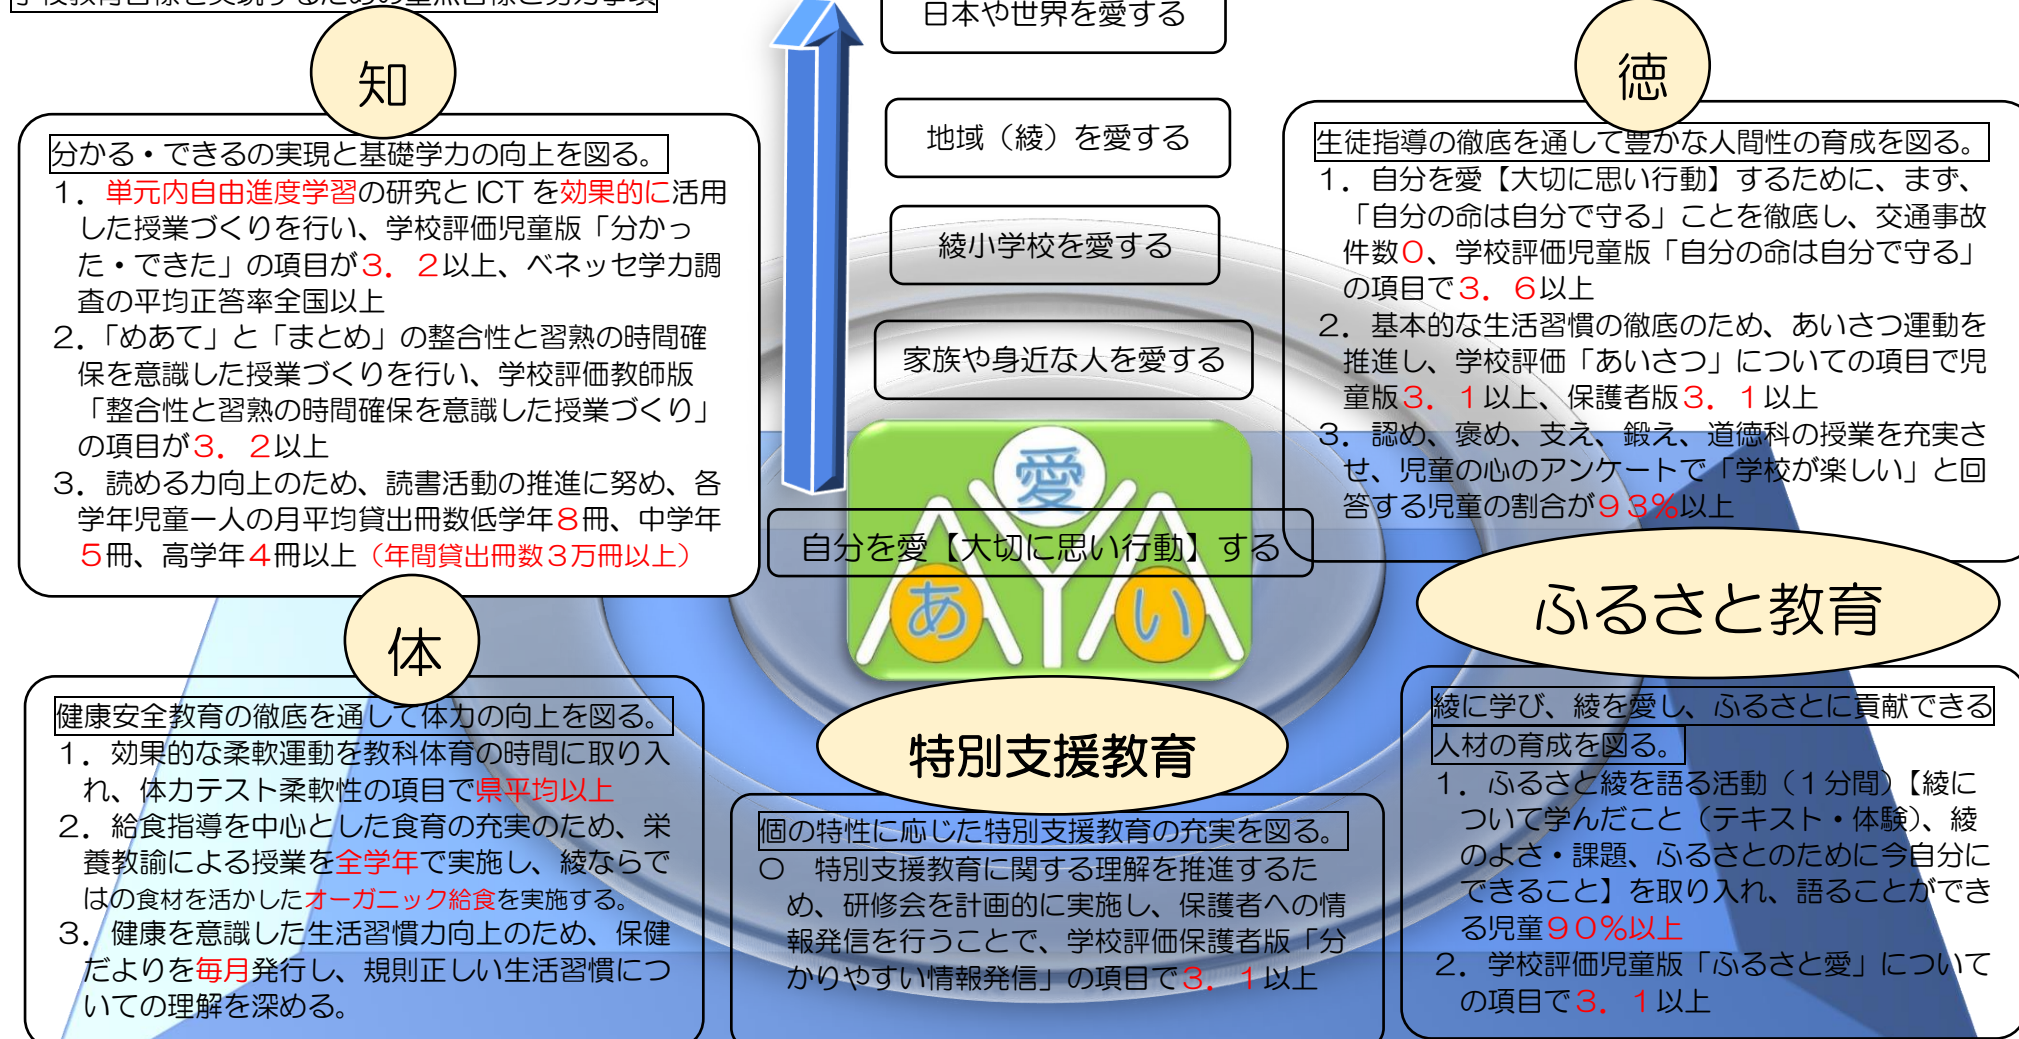 学校教育目標を実現するための重点目標と努力事項
知
分かる・できるの実現と基礎学力の向上を図る。
１．単元内自由進度学習の研究とICTを効果的に活用
した授業づくりを行い、学校評価児童版「分かっ
た・できた」の項目が３．２以上、ベネッセ学力調
査の平均正答率全国以上
２．「めあて」と「まとめ」の整合性と習熟の時間確
保を意識した授業づくりを行い、学校評価教師版
「整合性と習熟の時間確保を意識した授業づくり」
の項目が３．２以上
３．読める力向上のため、読書活動の推進に努め、各
学年児童一人の月平均貸出冊数低学年８冊、中学年
５冊、高学年４冊以上（年間貸出冊数３万冊以上）
日本や世界を愛する
地域（綾）を愛する
綾小学校を愛する
家族や身近な人を愛する
愛
自分を愛【大切に思い行動】する
あ
い
徳
生徒指導の徹底を通して豊かな人間性の育成を図る。
１．自分を愛【大切に思い行動】するために、まず、
「自分の命は自分で守る」ことを徹底し、交通事故
件数０、学校評価児童版「自分の命は自分で守る」
の項目で３．６以上
２．基本的な生活習慣の徹底のため、あいさつ運動を
推進し、学校評価「あいさつ」についての項目で児
童版３．１以上、保護者版３．１以上
３．認め、褒め、支え、鍛え、道徳科の授業を充実さ
せ、児童の心のアンケートで「学校が楽しい」と回
答する児童の割合が９３％以上
体
健康安全教育の徹底を通して体力の向上を図る。
１．効果的な柔軟運動を教科体育の時間に取り入
れ、体力テスト柔軟性の項目で県平均以上
２．給食指導を中心とした食育の充実のため、栄
養教諭による授業を全学年で実施し、綾ならで
はの食材を活かしたオーガニック給食を実施する。
３．健康を意識した生活習慣力向上のため、保健
だよりを毎月発行し、規則正しい生活習慣につ
いての理解を深める。
特別支援教育
個の特性に応じた特別支援教育の充実を図る。
○　特別支援教育に関する理解を推進するた
め、研修会を計画的に実施し、保護者への情
報発信を行うことで、学校評価保護者版「分
かりやすい情報発信」の項目で３．１以上
ふるさと教育
綾に学び、綾を愛し、ふるさとに貢献できる
人材の育成を図る。
１．ふるさと綾を語る活動（１分間）【綾に
ついて学んだこと（テキスト・体験）、綾
のよさ・課題、ふるさとのために今自分に
できること】を取り入れ、語ることができ
る児童９０％以上
２．学校評価児童版「ふるさと愛」について
の項目で３．１以上